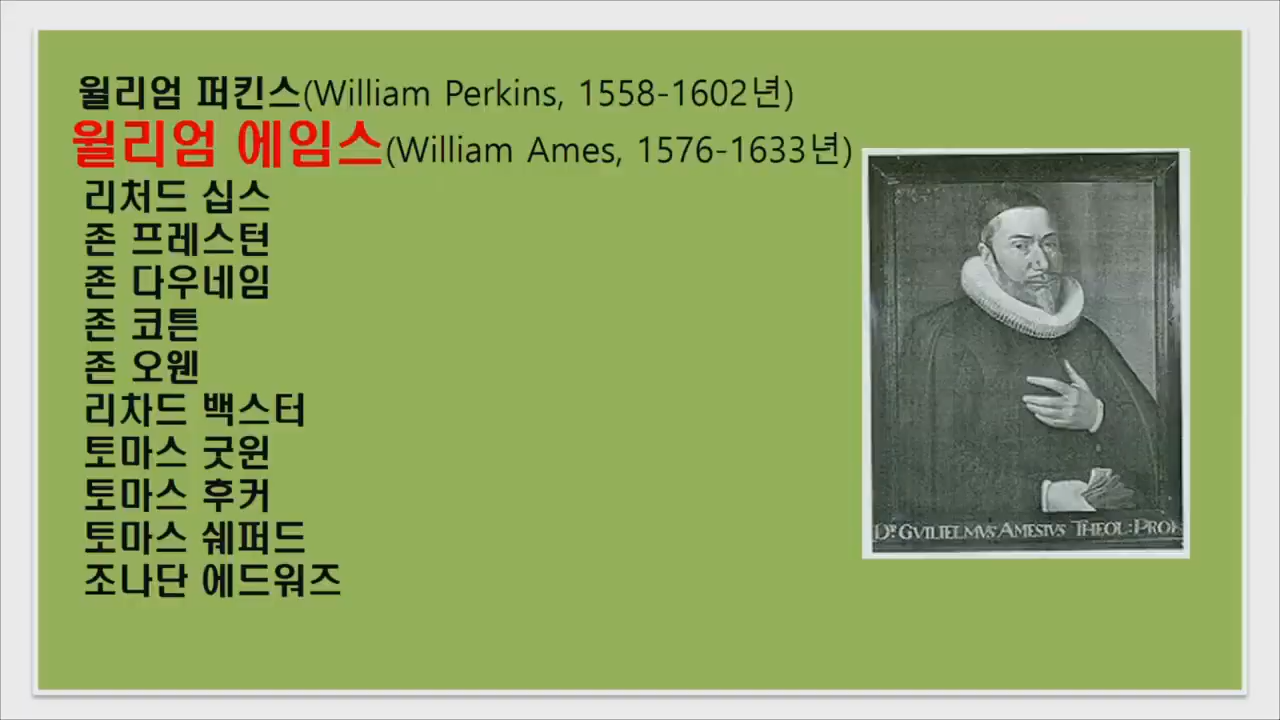 윌리엄 퍼킨스(William Perkins, 1558-1602년)
윌리엄 에임스(William Ames, 1576-1633년)
리처드 십스
존 프레스턴
존 다우네임
존 코튼
존 오웬
리차드 백스터
토마스 굿윈
토마스 후커
토마스 쉐퍼드
조나단 에드워즈
Dr. GVILIELMVS AMESIVS THEOL: PROF